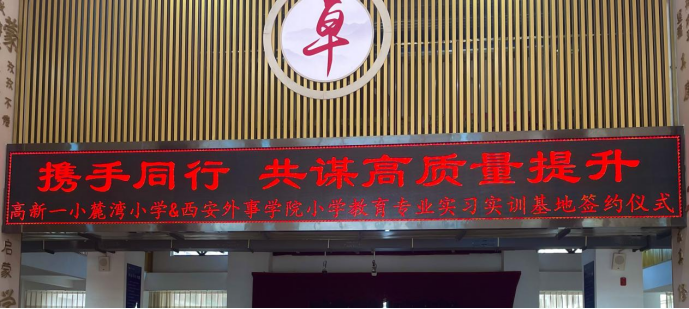 卓
携手同行 共谋高质量提升
高新一小麓湾小学&西安外事学院小学教育专业实习实训基地签约仪式
启蒙